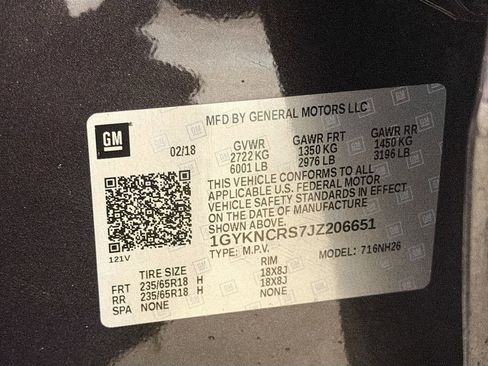 MFD BY GENERAL MOTORS LLC
GM
02/18
GVWR GAWR FRT GAWR RR
2722 KG 1350 KG 1450 KG
6001 LB 2976 LB 3196 LB
THIS VEHICLE CONFORMS TO ALL
APPLICABLE U.S. FEDERAL MOTOR
VEHICLE SAFETY STANDARDS IN EFFECT
ON THE DATE OF MANUFACTURE
SHOWN ABOVE.
1GYKNCRS7JZ206651
121V
TYPE: M.P.V. MODEL: 716NH26
TIRE SIZE RIM
FRT 235/65R18 H 18X8J
RR 235/65R18 H 18X8J
SPA NONE NONE